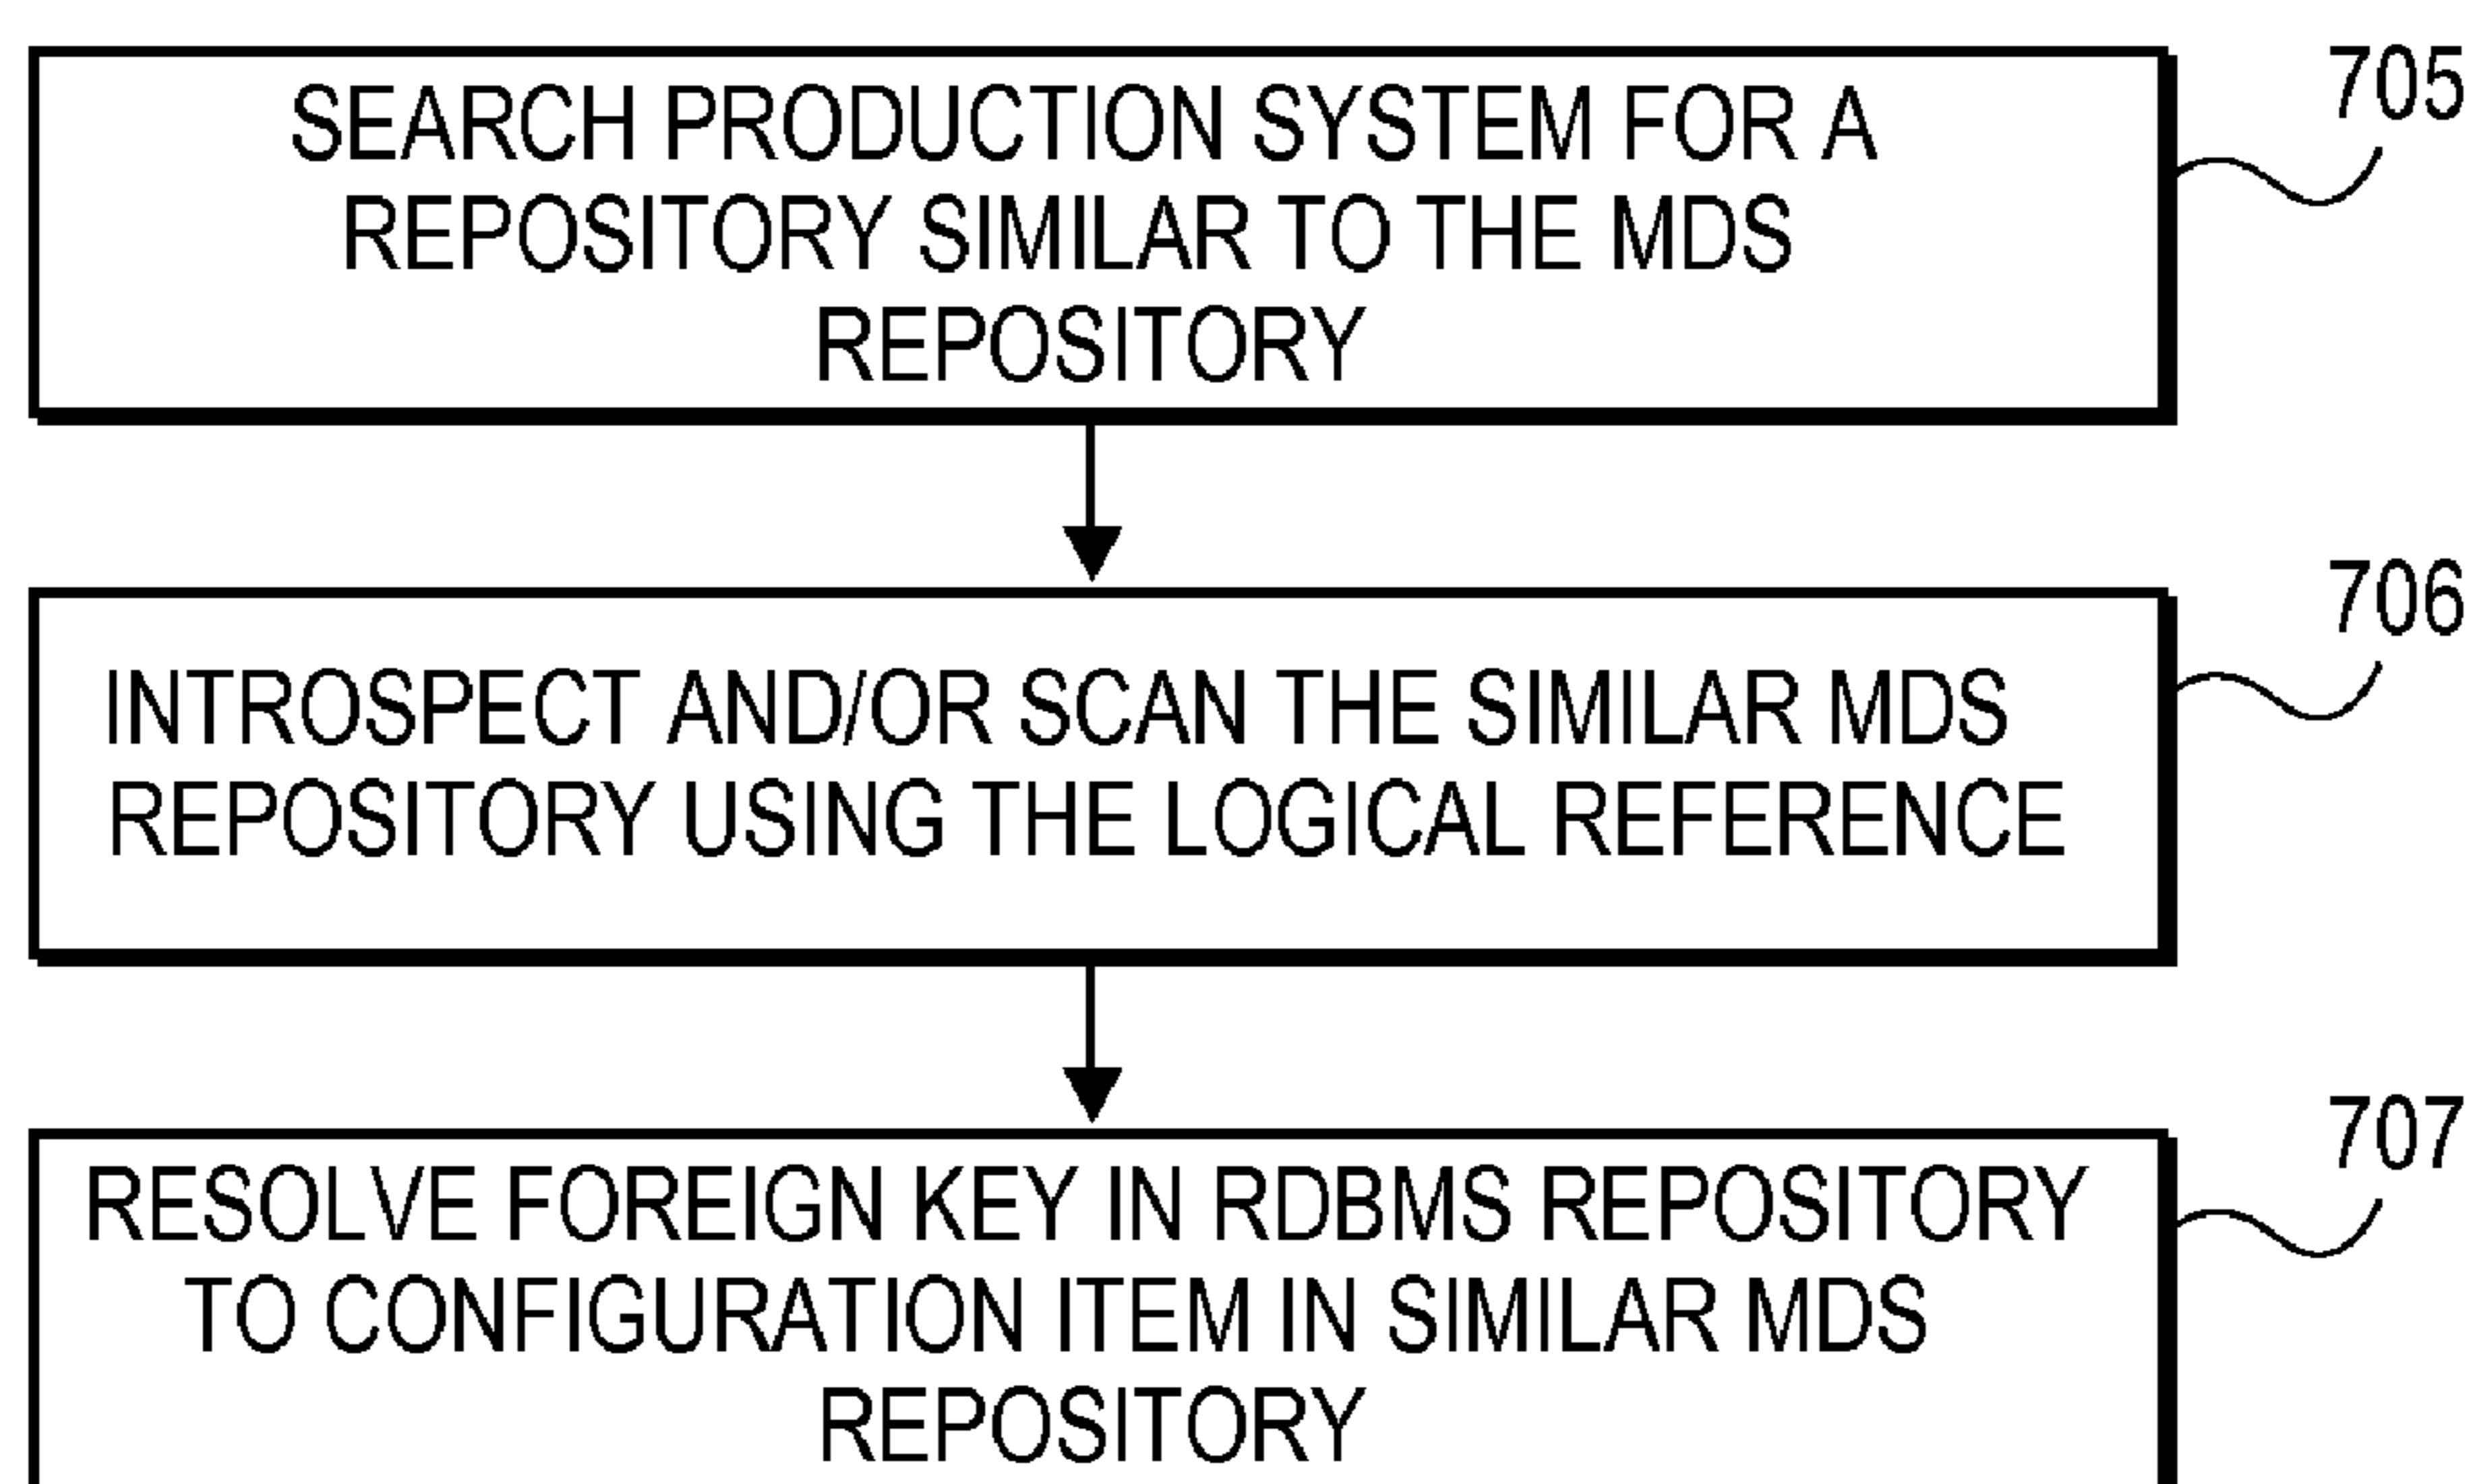 SEARCH PRODUCTION SYSTEM FOR A
REPOSITORY SIMILAR TO THE MDS
REPOSITORY
705
INTROSPECT AND/OR SCAN THE SIMILAR MDS
REPOSITORY USING THE LOGICAL REFERENCE
706
RESOLVE FOREIGN KEY IN RDBMS REPOSITORY
TO CONFIGURATION ITEM IN SIMILAR MDS
REPOSITORY
707